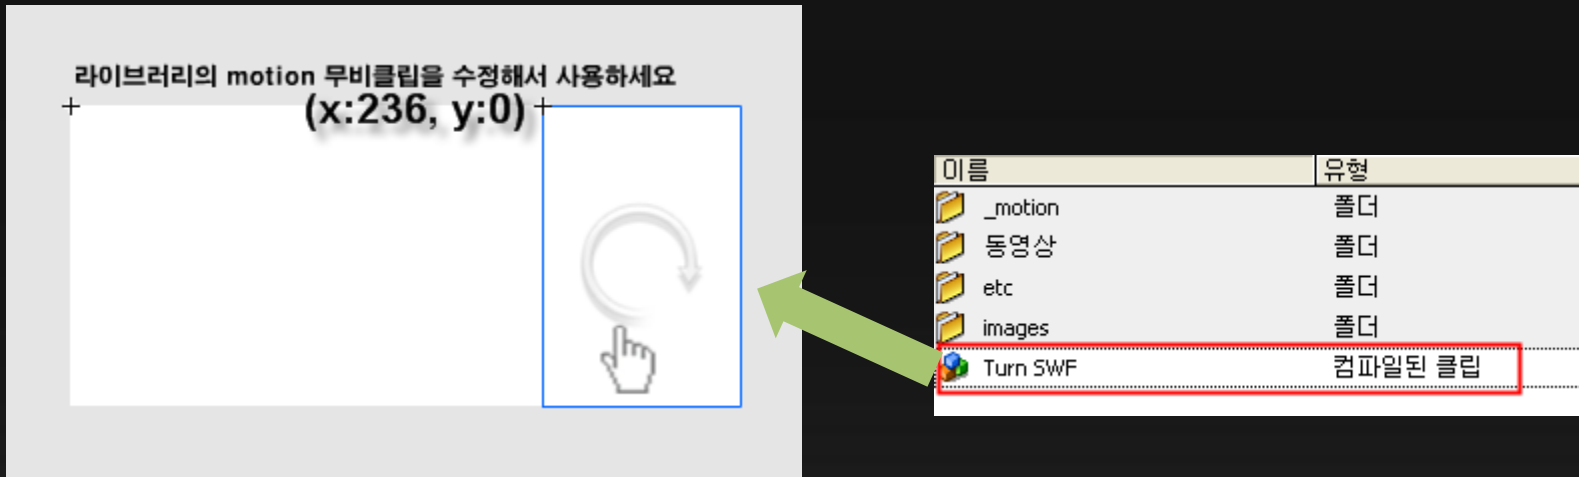 라이브러리의 motion 무비클립을 수정해서 사용하세요
(x:236, y:0)
이름 유형
_motion 폴더
동영상 폴더
etc 폴더
images 폴더
Turn SWF 컴파일된 클립